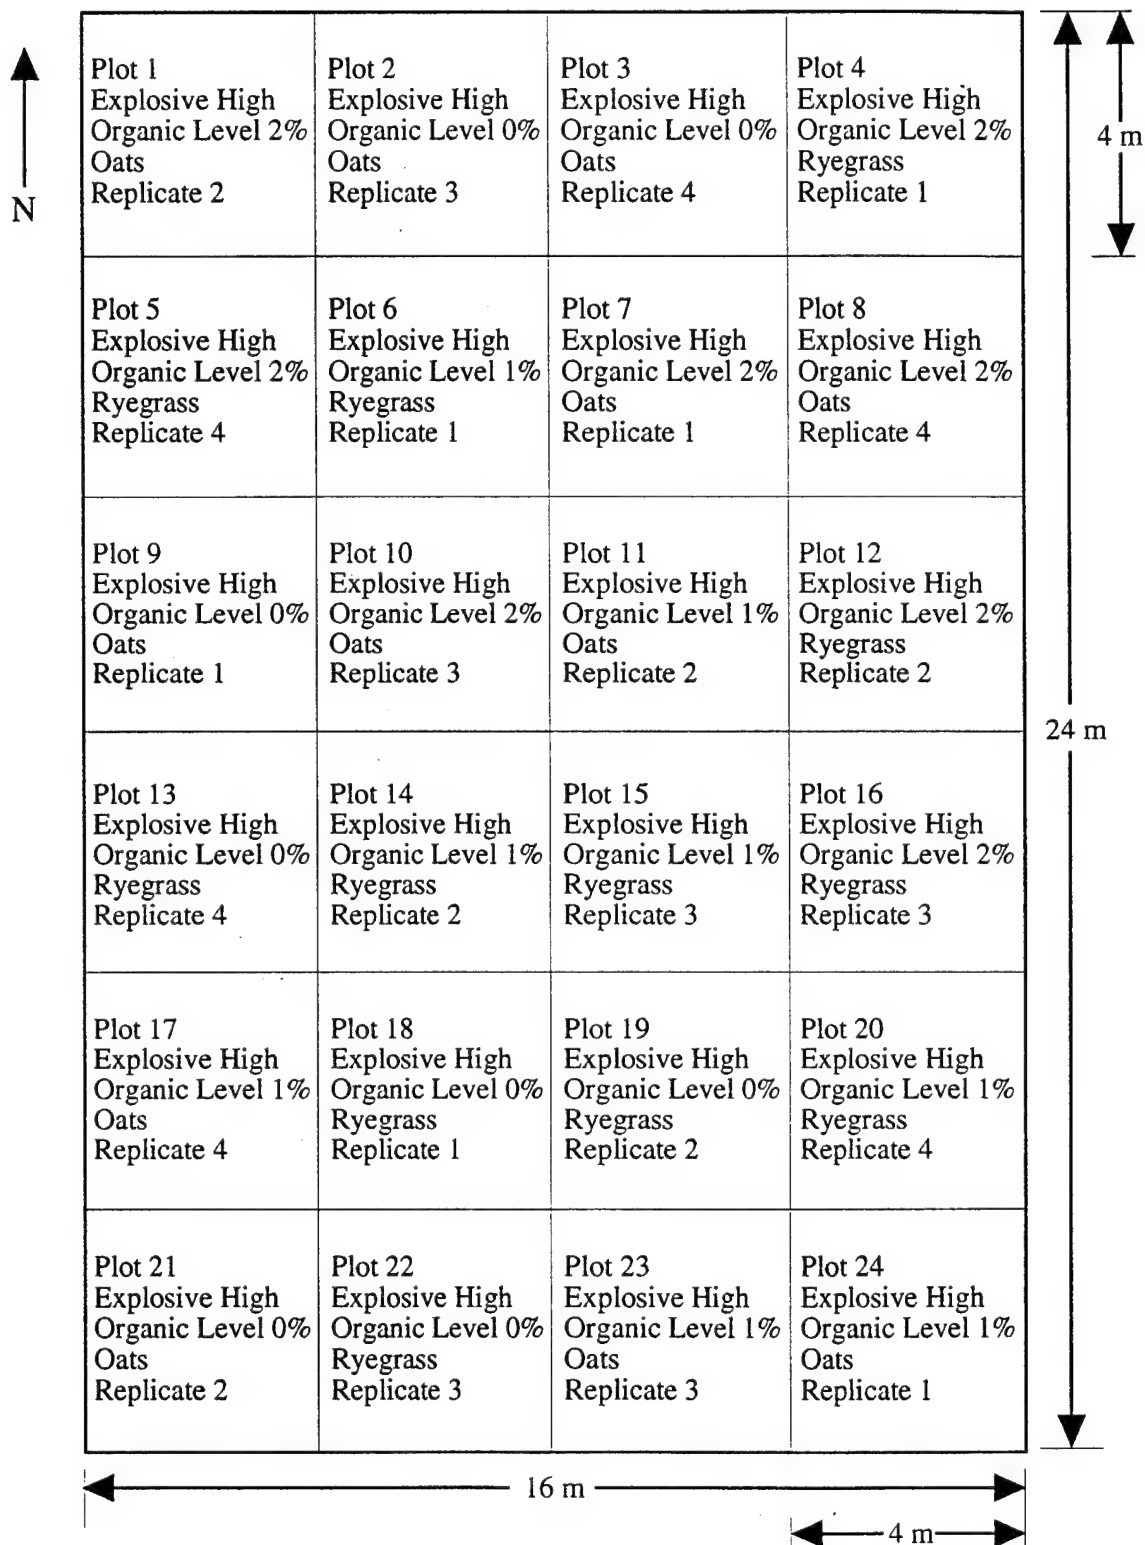 Plot 1
Explosive High
Organic Level 2%
Oats
Replicate 2
Plot 2
Explosive High
Organic Level 0%
Oats
Replicate 3
Plot 3
Explosive High
Organic Level 0%
Oats
Replicate 4
Plot 4
Explosive High
Organic Level 2%
Ryegrass
Replicate 1
N
4 m
Plot 5
Explosive High
Organic Level 2%
Ryegrass
Replicate 4
Plot 6
Explosive High
Organic Level 1%
Ryegrass
Replicate 1
Plot 7
Explosive High
Organic Level 2%
Oats
Replicate 1
Plot 8
Explosive High
Organic Level 2%
Oats
Replicate 4
Plot 9
Explosive High
Organic Level 0%
Oats
Replicate 1
Plot 10
Explosive High
Organic Level 2%
Oats
Replicate 3
Plot 11
Explosive High
Organic Level 1%
Oats
Replicate 2
Plot 12
Explosive High
Organic Level 2%
Ryegrass
Replicate 2
24 m
Plot 13
Explosive High
Organic Level 0%
Ryegrass
Replicate 4
Plot 14
Explosive High
Organic Level 1%
Ryegrass
Replicate 2
Plot 15
Explosive High
Organic Level 1%
Ryegrass
Replicate 3
Plot 16
Explosive High
Organic Level 2%
Ryegrass
Replicate 3
Plot 17
Explosive High
Organic Level 1%
Oats
Replicate 4
Plot 18
Explosive High
Organic Level 0%
Ryegrass
Replicate 1
Plot 19
Explosive High
Organic Level 0%
Ryegrass
Replicate 2
Plot 20
Explosive High
Organic Level 1%
Ryegrass
Replicate 4
Plot 21
Explosive High
Organic Level 0%
Oats
Replicate 2
Plot 22
Explosive High
Organic Level 0%
Ryegrass
Replicate 3
Plot 23
Explosive High
Organic Level 1%
Oats
Replicate 3
Plot 24
Explosive High
Organic Level 1%
Oats
Replicate 1
16 m
4 m